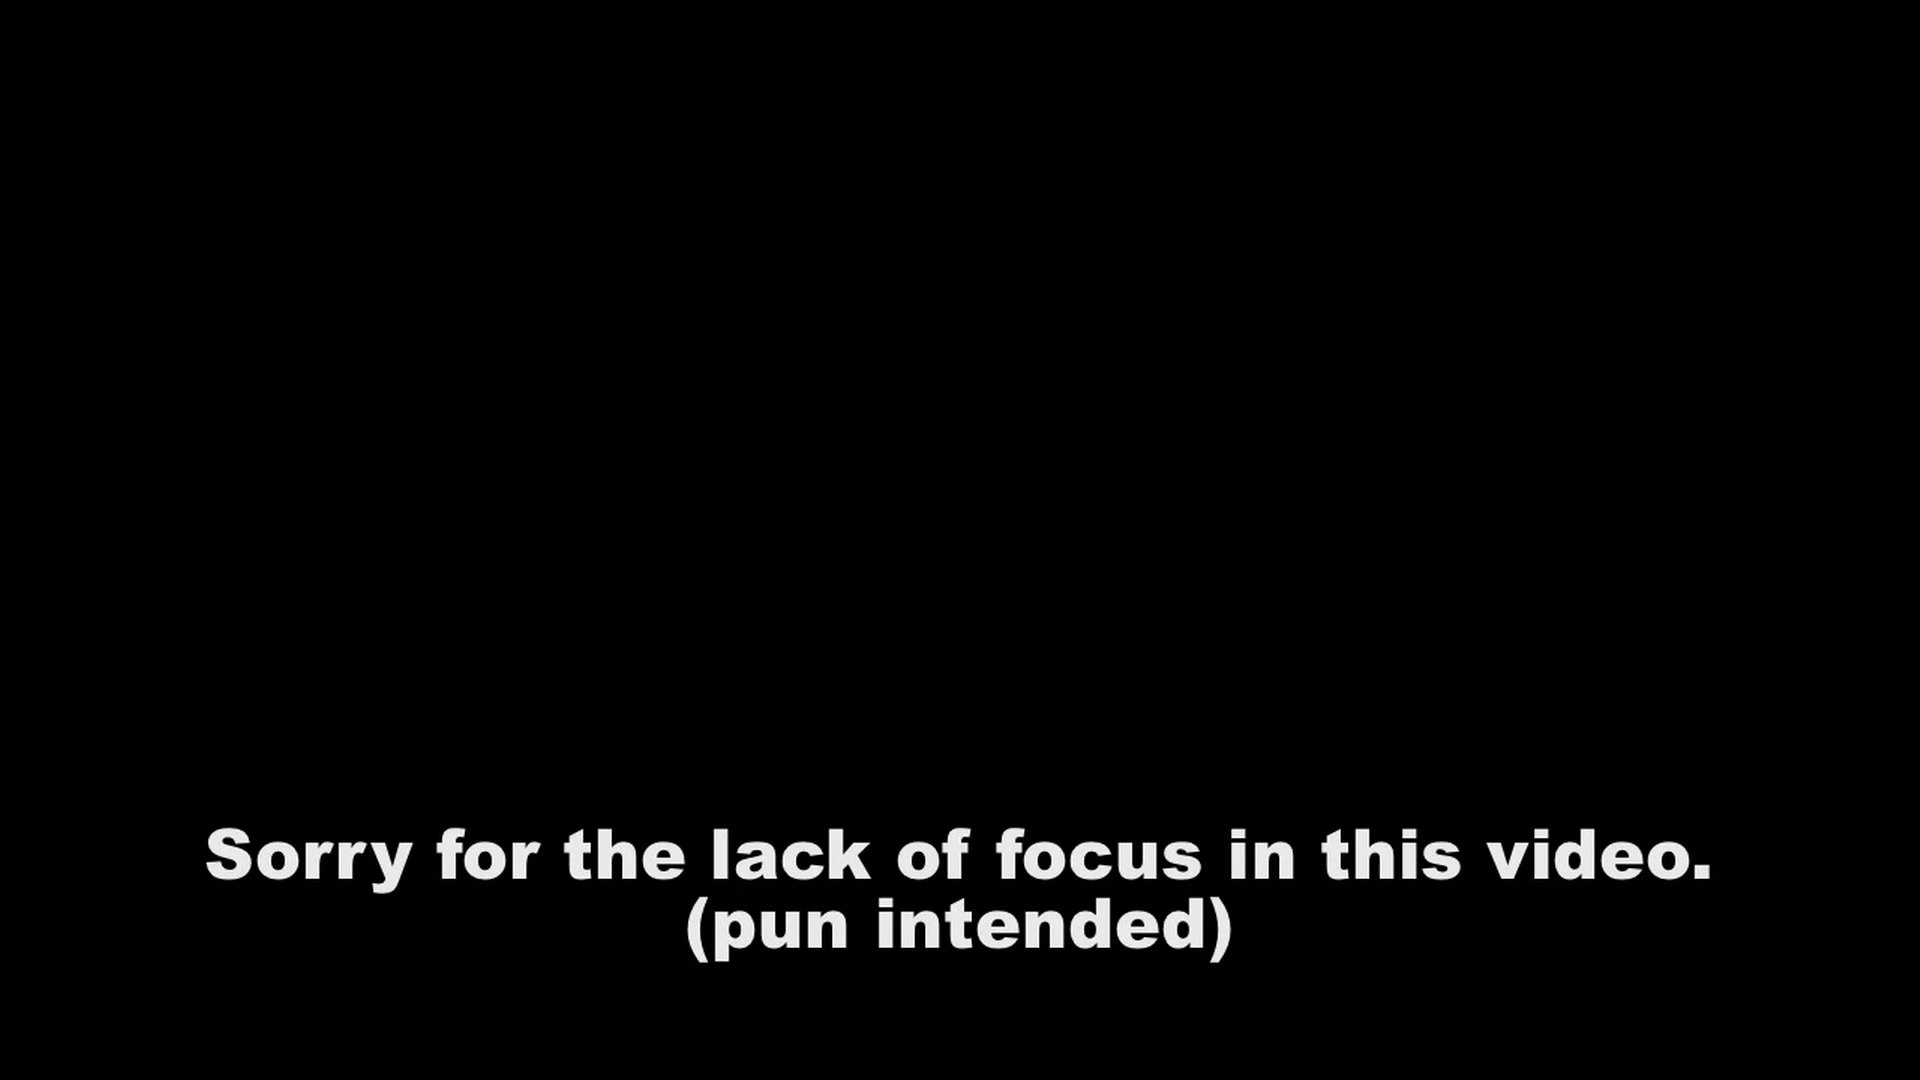 Sorry for the lack of focus in this video.
(pun intended)